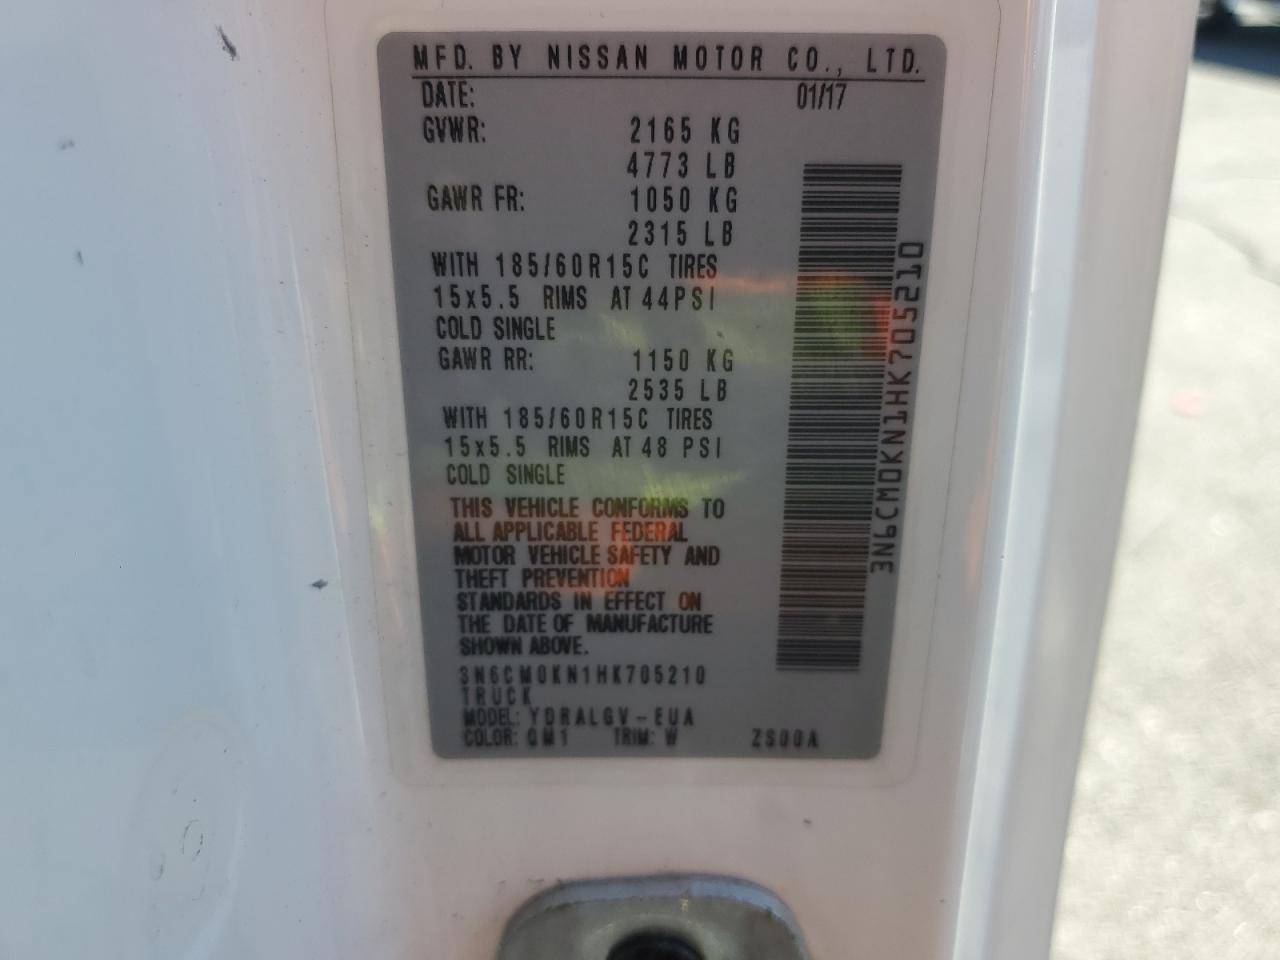 MFD. BY NISSAN MOTOR CO., LTD.
DATE: 01/17
GVWR: 2165 KG
4773 LB
GAWR FR: 1050 KG
2315 LB
WITH 185/60R15C TIRES
15x5.5 RIMS AT 44PSI
COLD SINGLE
GAWR RR: 1150 KG
2535 LB
WITH 185/60R15C TIRES
15x5.5 RIMS AT 48 PSI
COLD SINGLE
THIS VEHICLE CONFORMS TO
ALL APPLICABLE FEDERAL
MOTOR VEHICLE SAFETY AND
THEFT PREVENTION
STANDARDS IN EFFECT ON
THE DATE OF MANUFACTURE
SHOWN ABOVE.
3N6CM0KN1HK705210
TRUCK
MODEL: YDRALGV-EUA
COLOR: QM1 TRIM: W ZS00A
3N6CM0KN1HK705210